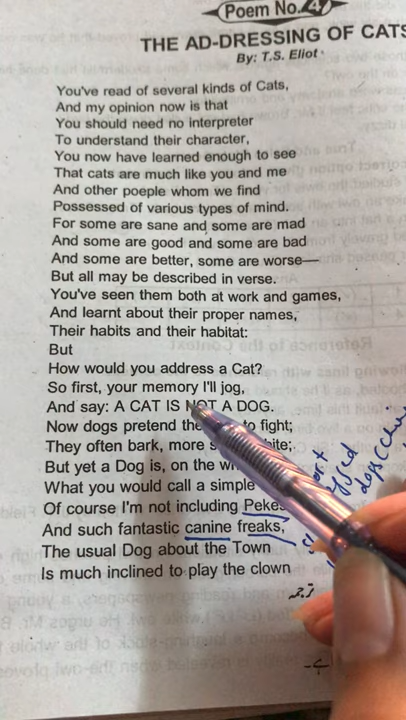 Poem No. 4
THE AD-DRESSING OF CATS
By: T.S. Eliot
You've read of several kinds of Cats,
And my opinion now is that
You should need no interpreter
To understand their character,
You now have learned enough to see
That cats are much like you and me
And other poeple whom we find
Possessed of various types of mind.
For some are sane and some are mad
And some are good and some are bad
And some are better, some are worse—
But all may be described in verse.
You've seen them both at work and games,
And learnt about their proper names,
Their habits and their habitat:
But
How would you address a Cat?
So first, your memory I'll jog,
And say: A CAT IS NOT A DOG.
Now dogs pretend to fight;
They often bark, more
But yet a Dog is, on the
What you would call a simple
Of course I'm not including Pekes
And such fantastic canine freaks,
The usual Dog about the Town
Is much inclined to play the clown